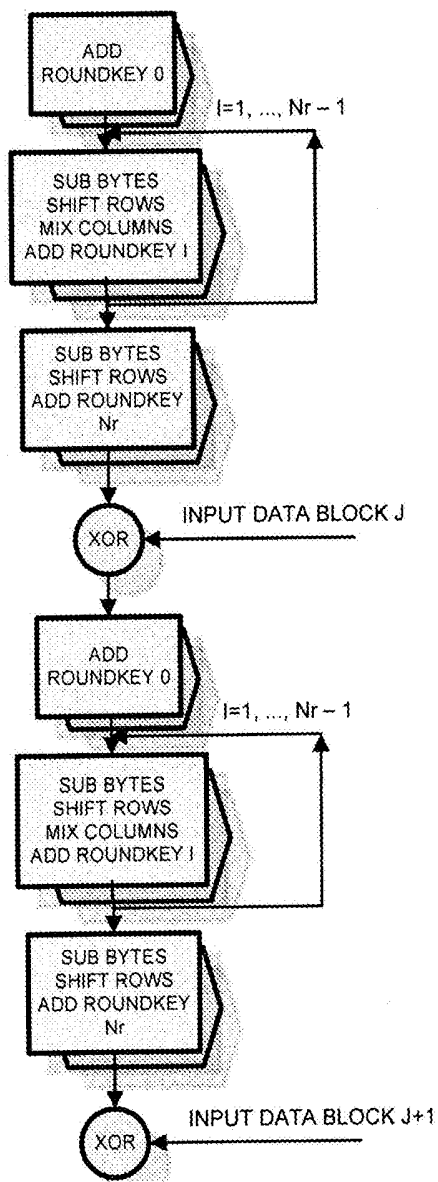 ADD
ROUNDKEY 0
I=1, ..., Nr – 1
SUB BYTES
SHIFT ROWS
MIX COLUMNS
ADD ROUNDKEY I
SUB BYTES
SHIFT ROWS
ADD ROUNDKEY
Nr
INPUT DATA BLOCK J
XOR
ADD
ROUNDKEY 0
I=1, ..., Nr – 1
SUB BYTES
SHIFT ROWS
MIX COLUMNS
ADD ROUNDKEY I
SUB BYTES
SHIFT ROWS
ADD ROUNDKEY
Nr
INPUT DATA BLOCK J+1
XOR